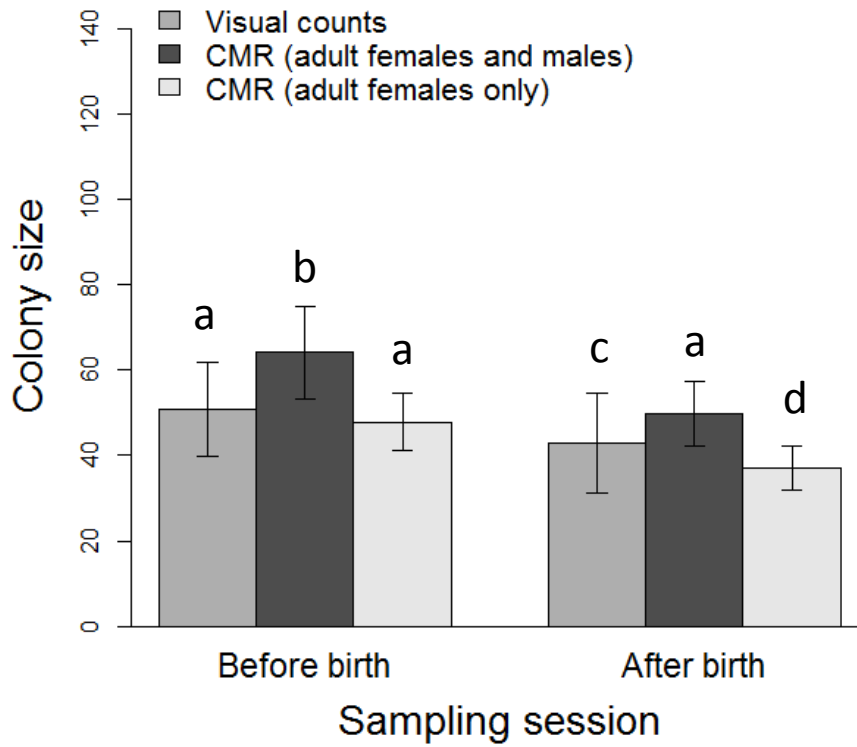 Visual counts
CMR (adult females and males)
CMR (adult females only)
Colony size
140
120
100
80
60
40
20
0
a
b
a
c
a
d
Before birth
After birth
Sampling session